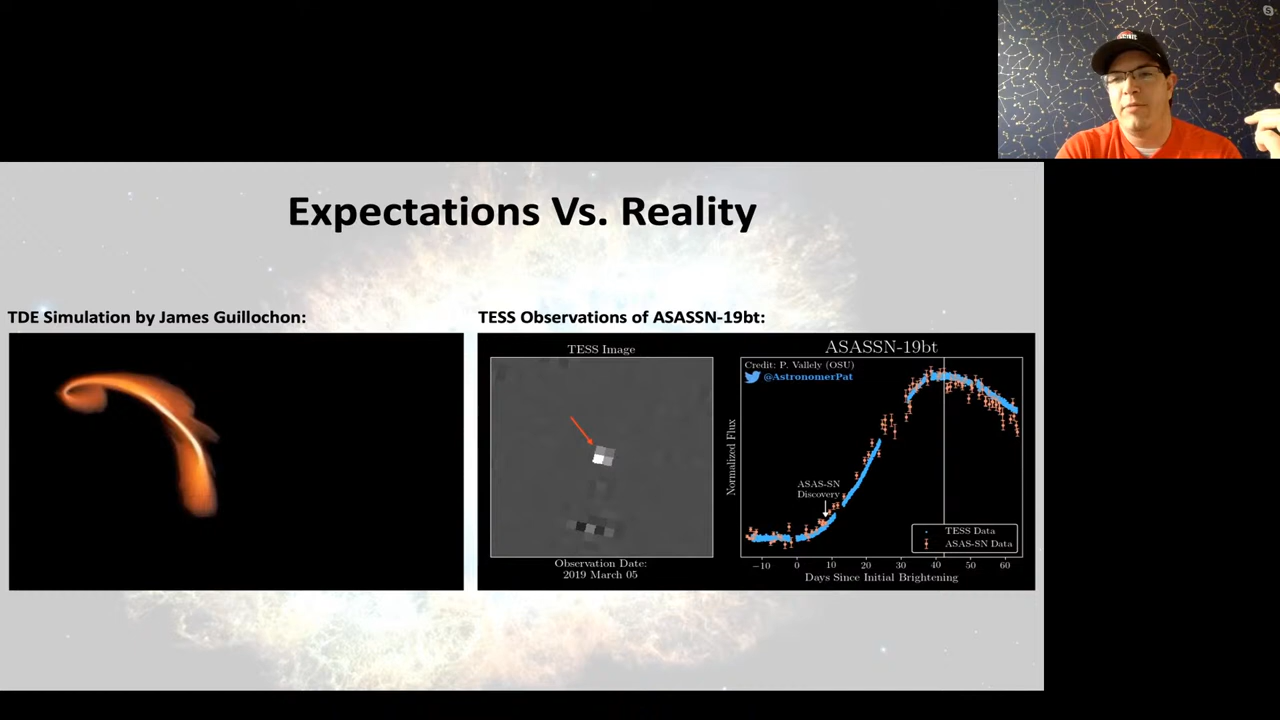 Expectations Vs. Reality
TDE Simulation by James Guillochon:
TESS Observations of ASASSN-19bt:
TESS Image
Observation Date:
2019 March 05
ASASSN-19bt
Credit: P. Vallely (OSU)
@AstronomerPat
Normalized Flux
ASAS-SN
Discovery
TESS Data
ASAS-SN Data
−10 0 10 20 30 40 50 60
Days Since Initial Brightening